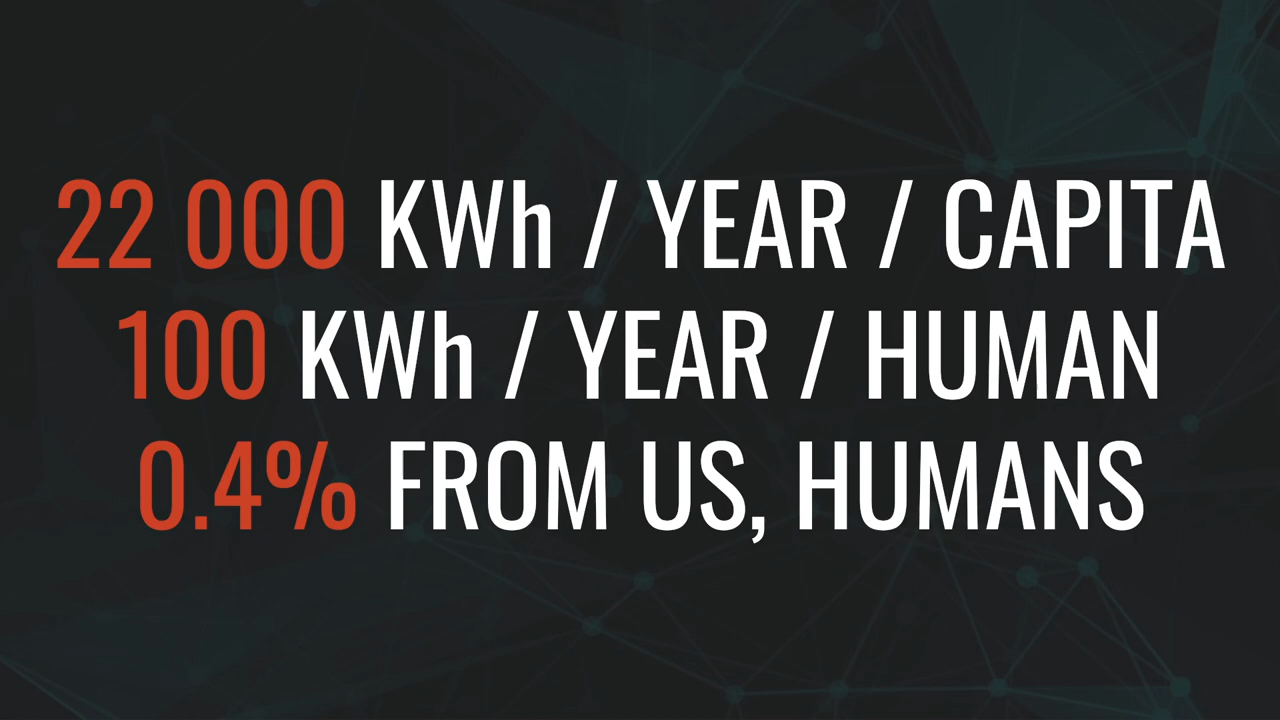 22 000 KWh / YEAR / CAPITA
100 KWh / YEAR / HUMAN
0.4% FROM US, HUMANS